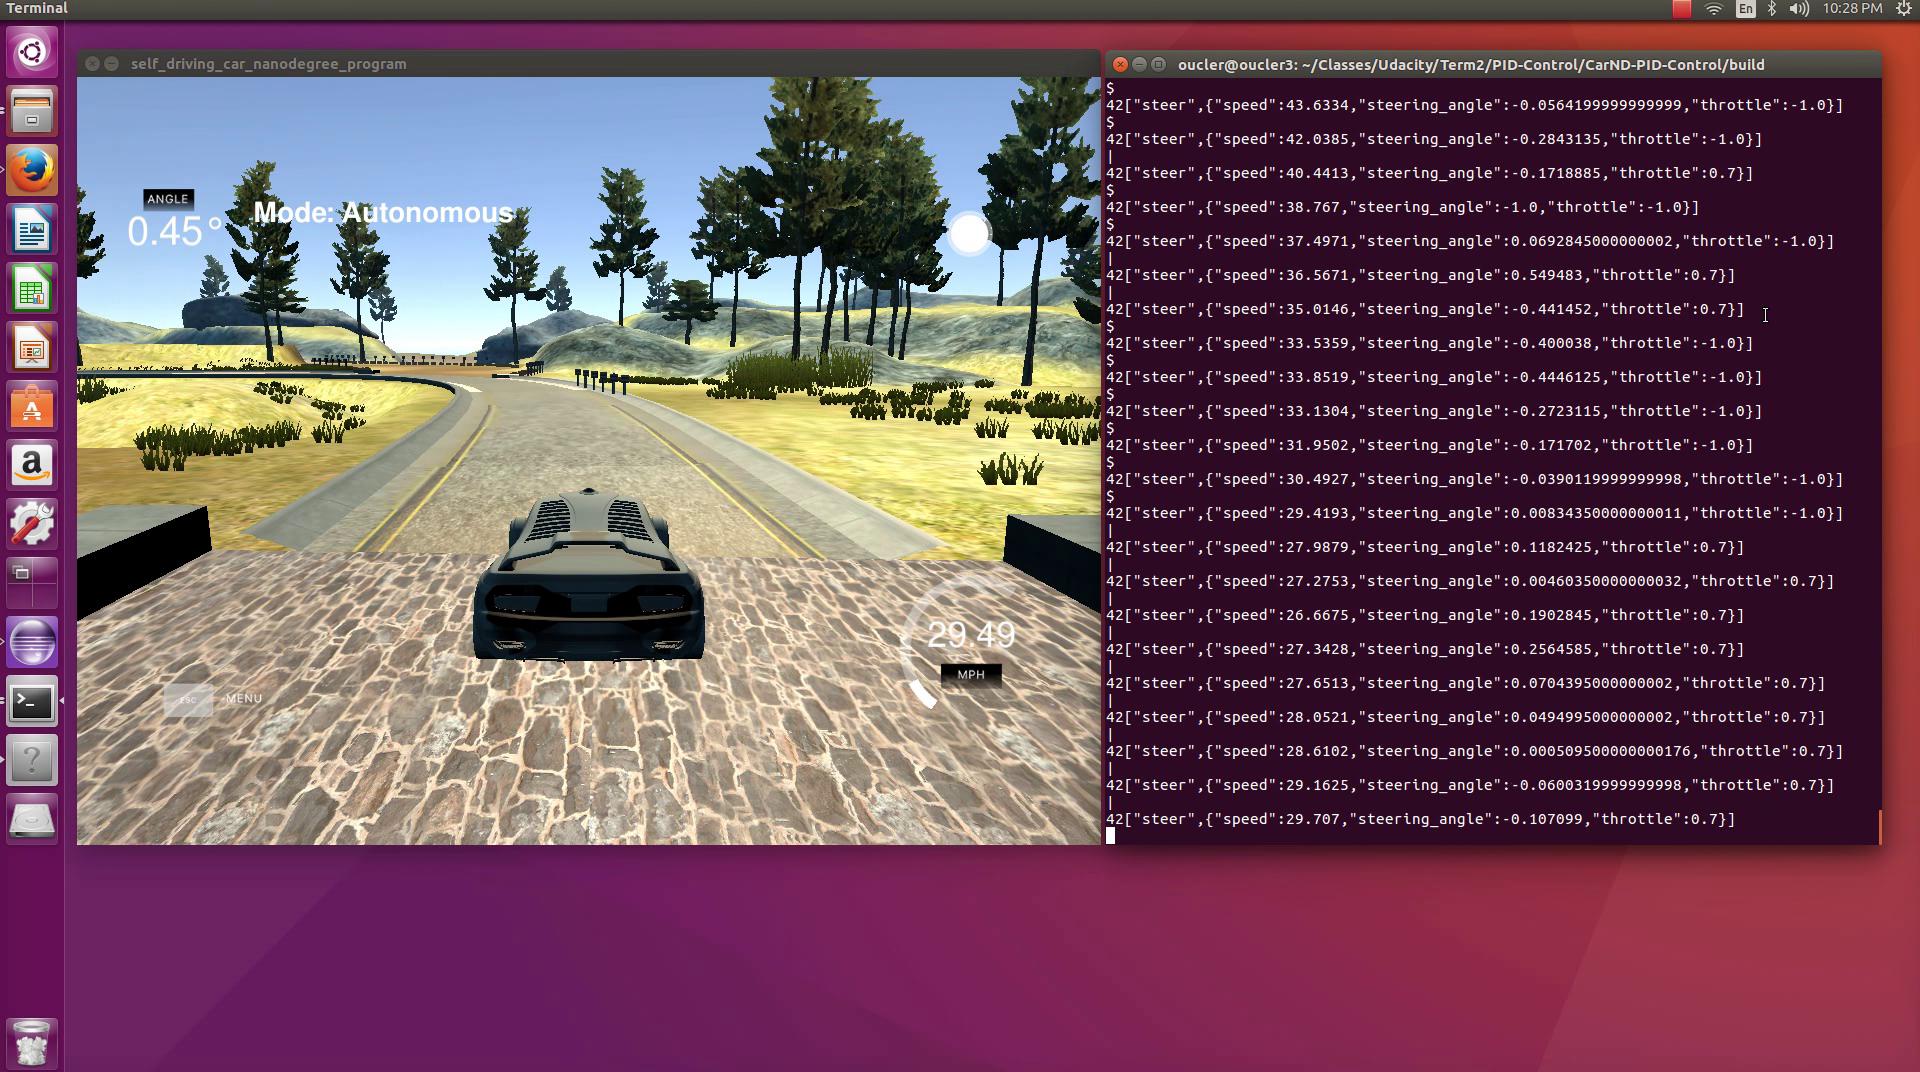 Terminal
En
10:28 PM
self_driving_car_nanodegree_program
ANGLE
0.45°
Mode: Autonomous
29.49
MPH
ESC
-MENU
oucler@oucler3: ~/Classes/Udacity/Term2/PID-Control/CarND-PID-Control/build
$
42["steer",{"speed":43.6334,"steering_angle":-0.0564199999999999,"throttle":-1.0}]
$
42["steer",{"speed":42.0385,"steering_angle":-0.2843135,"throttle":-1.0}]
|
42["steer",{"speed":40.4413,"steering_angle":-0.1718885,"throttle":0.7}]
$
42["steer",{"speed":38.767,"steering_angle":-1.0,"throttle":-1.0}]
$
42["steer",{"speed":37.4971,"steering_angle":0.0692845000000002,"throttle":-1.0}]
|
42["steer",{"speed":36.5671,"steering_angle":0.549483,"throttle":0.7}]
|
42["steer",{"speed":35.0146,"steering_angle":-0.441452,"throttle":0.7}]
$
42["steer",{"speed":33.5359,"steering_angle":-0.400038,"throttle":-1.0}]
$
42["steer",{"speed":33.8519,"steering_angle":-0.4446125,"throttle":-1.0}]
$
42["steer",{"speed":33.1304,"steering_angle":-0.2723115,"throttle":-1.0}]
$
42["steer",{"speed":31.9502,"steering_angle":-0.171702,"throttle":-1.0}]
$
42["steer",{"speed":30.4927,"steering_angle":-0.0390119999999998,"throttle":-1.0}]
$
42["steer",{"speed":29.4193,"steering_angle":0.00834350000000011,"throttle":-1.0}]
|
42["steer",{"speed":27.9879,"steering_angle":0.1182425,"throttle":0.7}]
|
42["steer",{"speed":27.2753,"steering_angle":0.00460350000000032,"throttle":0.7}]
|
42["steer",{"speed":26.6675,"steering_angle":0.1902845,"throttle":0.7}]
|
42["steer",{"speed":27.3428,"steering_angle":0.2564585,"throttle":0.7}]
|
42["steer",{"speed":27.6513,"steering_angle":0.0704395000000002,"throttle":0.7}]
|
42["steer",{"speed":28.0521,"steering_angle":0.0494995000000002,"throttle":0.7}]
|
42["steer",{"speed":28.6102,"steering_angle":0.000509500000000176,"throttle":0.7}]
|
42["steer",{"speed":29.1625,"steering_angle":-0.0600319999999998,"throttle":0.7}]
|
42["steer",{"speed":29.707,"steering_angle":-0.107099,"throttle":0.7}]